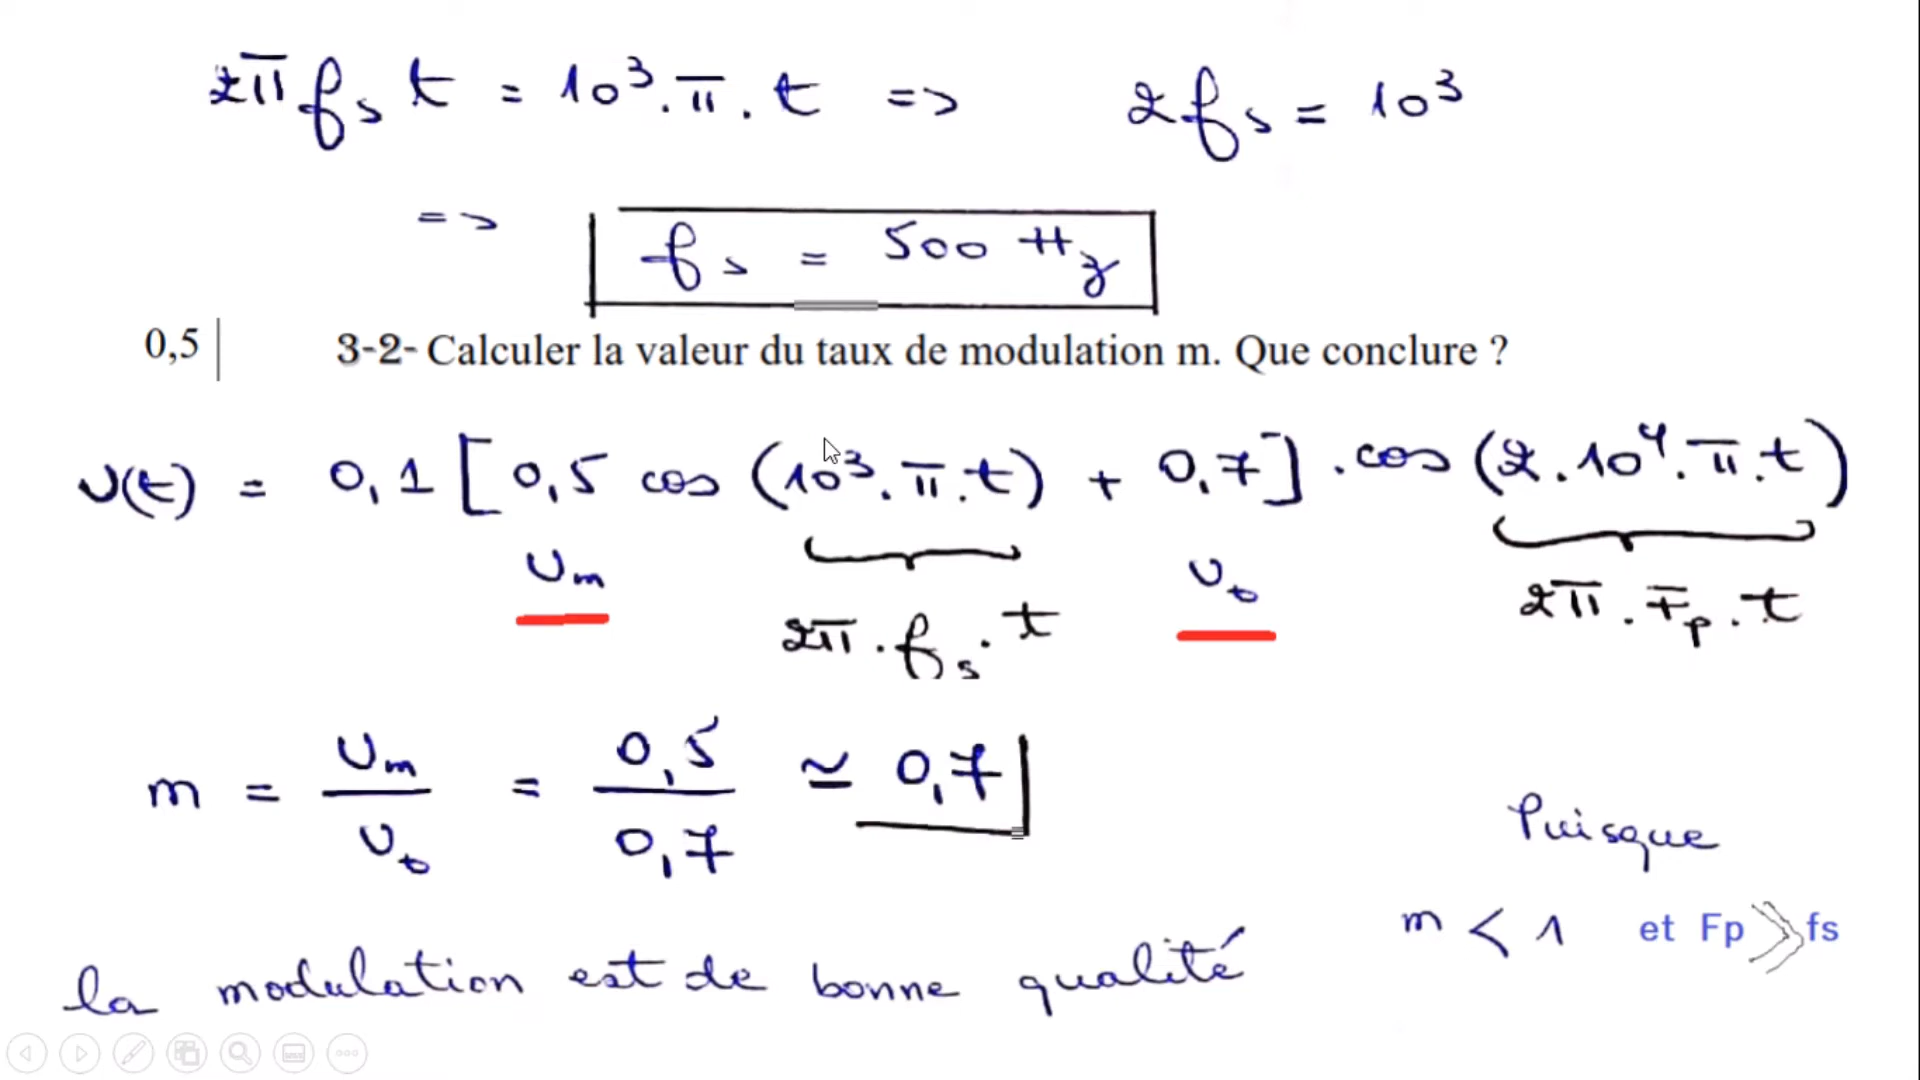 2π fs t = 10³.π.t => 2fs = 10³
=> fs = 500 Hz
0,5 3-2- Calculer la valeur du taux de modulation m. Que conclure ?
u(t) = 0,1 [0,5 cos (10³.π.t) + 0,7] .cos (2.10⁴.π.t)
Um 2π.fs.t U₀ 2π.Fp.t
m = Um/U₀ = 0,5/0,7 ≃ 0,7
Puisque
m < 1 et Fp >> fs
la modulation est de bonne qualité